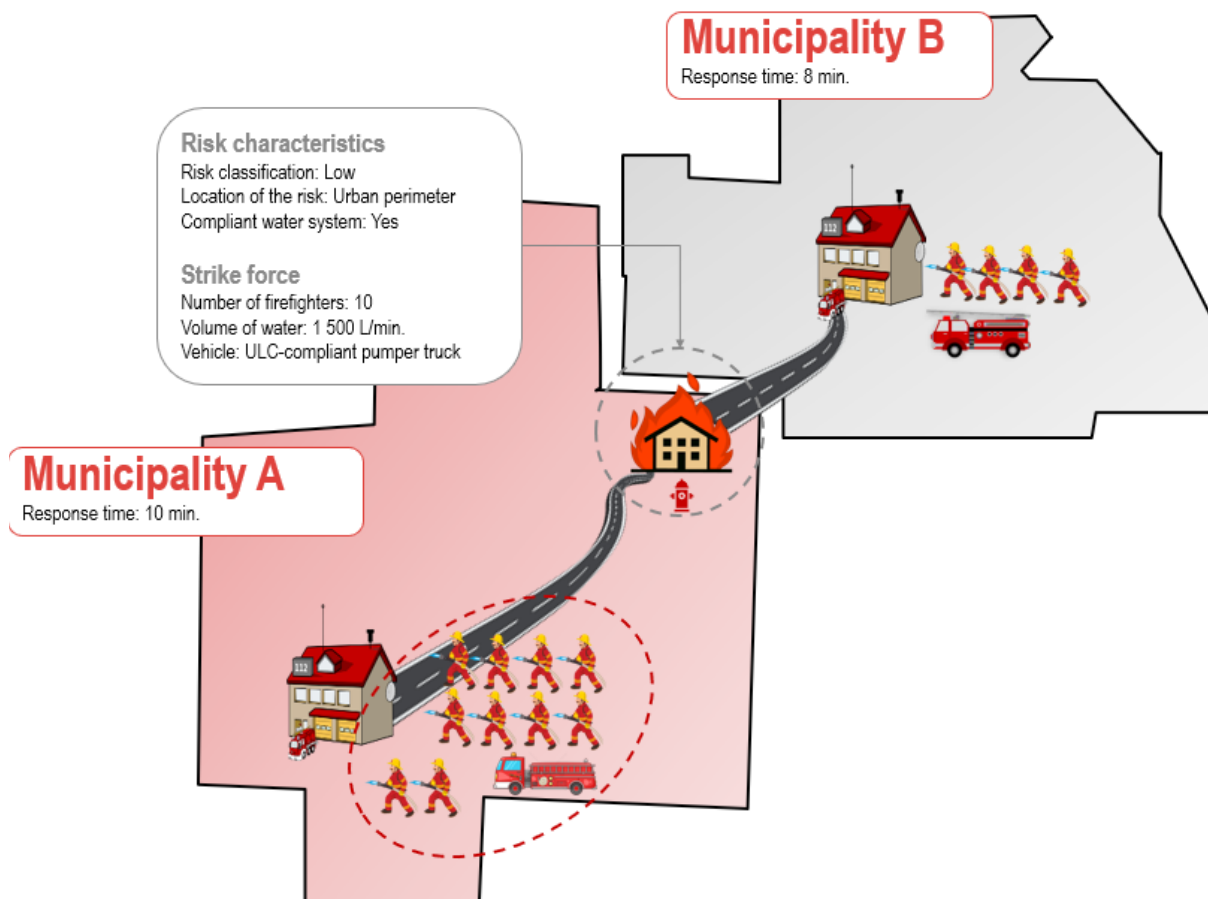 Municipality B
Response time: 8 min.
Risk characteristics
Risk classification: Low
Location of the risk: Urban perimeter
Compliant water system: Yes
Strike force
Number of firefighters: 10
Volume of water: 1 500 L/min.
Vehicle: ULC-compliant pumper truck
112
Municipality A
Response time: 10 min.
112